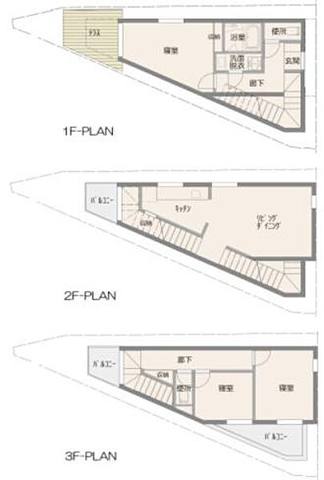 テラス
寝室
収納
浴室
便所
洗面
脱衣
玄関
廊下
1F-PLAN
バルコニー
収納
キッチン
リビング
ダイニング
2F-PLAN
バルコニー
廊下
収納
便所
寝室
寝室
バルコニー
3F-PLAN